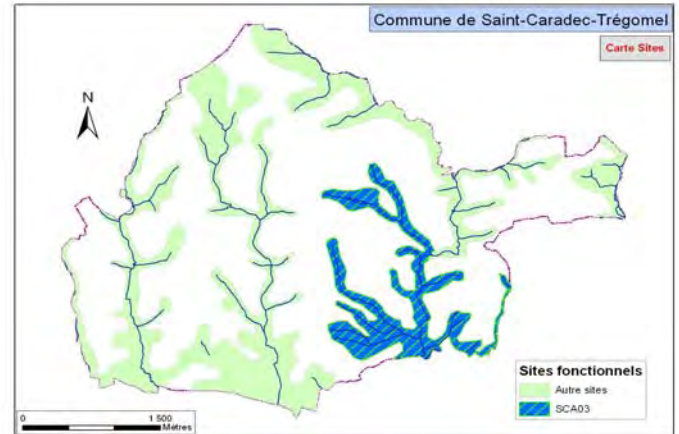 Commune de Saint-Caradec-Trégomel
Carte Sites
N
Sites fonctionnels
Autre sites
SCA03
0 1 500
Mètres